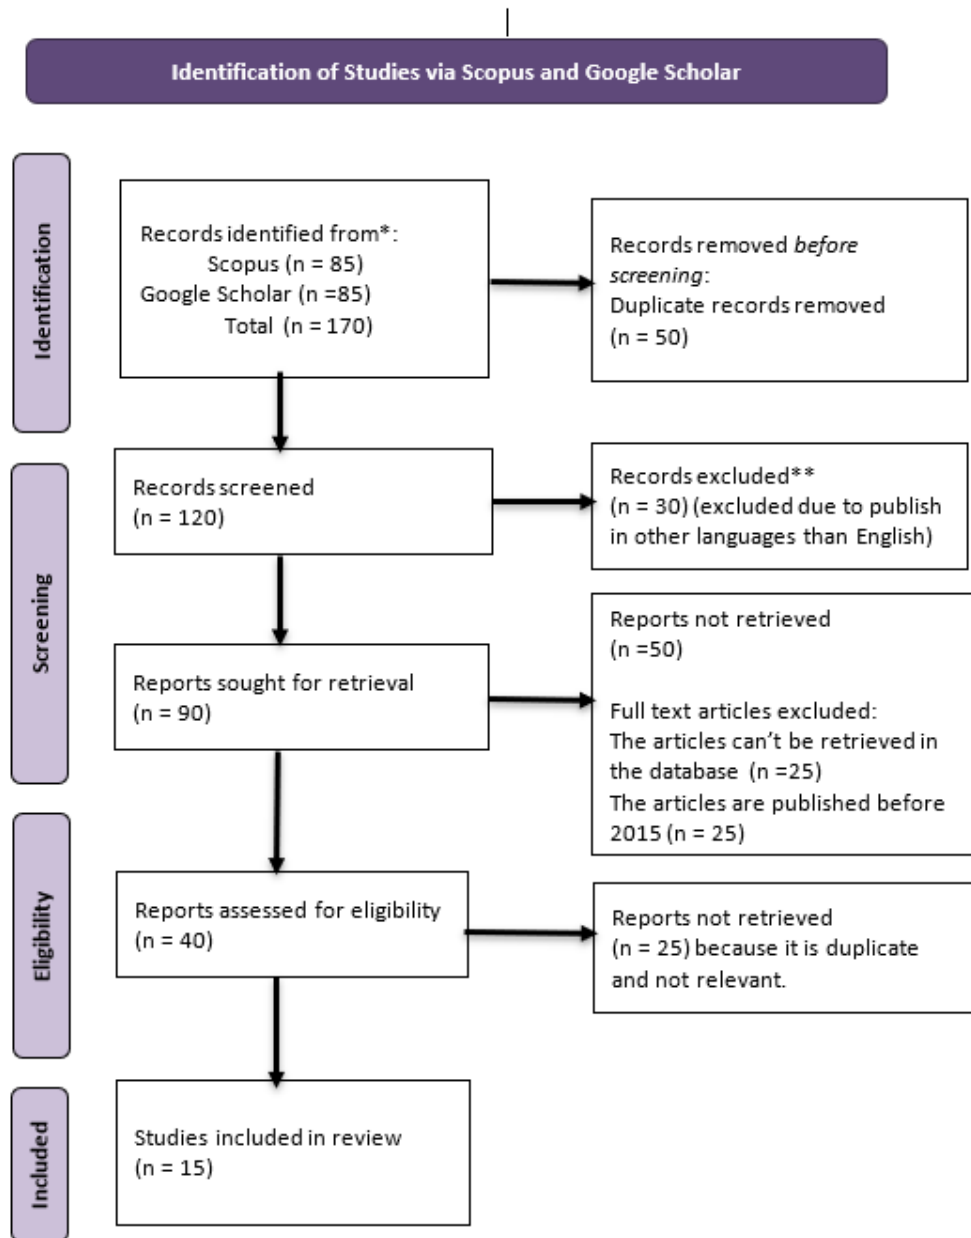 Identification of Studies via Scopus and Google Scholar
Identification
Records identified from*:
Scopus (n = 85)
Google Scholar (n =85)
Total (n = 170)
Records removed before
screening:
Duplicate records removed
(n = 50)
Screening
Records screened
(n = 120)
Records excluded**
(n = 30) (excluded due to publish
in other languages than English)
Reports sought for retrieval
(n = 90)
Reports not retrieved
(n =50)
Full text articles excluded:
The articles can’t be retrieved in
the database (n =25)
The articles are published before
2015 (n = 25)
Eligibility
Reports assessed for eligibility
(n = 40)
Reports not retrieved
(n = 25) because it is duplicate
and not relevant.
Included
Studies included in review
(n = 15)